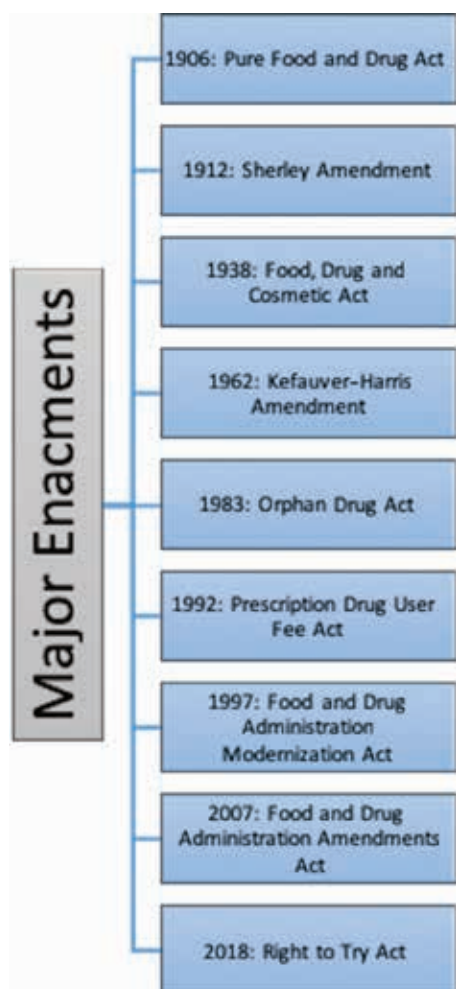 Major Enacments
1906: Pure Food and Drug Act
1912: Sherley Amendment
1938: Food, Drug and
Cosmetic Act
1962: Kefauver-Harris
Amendment
1983: Orphan Drug Act
1992: Prescription Drug User
Fee Act
1997: Food and Drug
Administration
Modernization Act
2007: Food and Drug
Administration Amendments
Act
2018: Right to Try Act